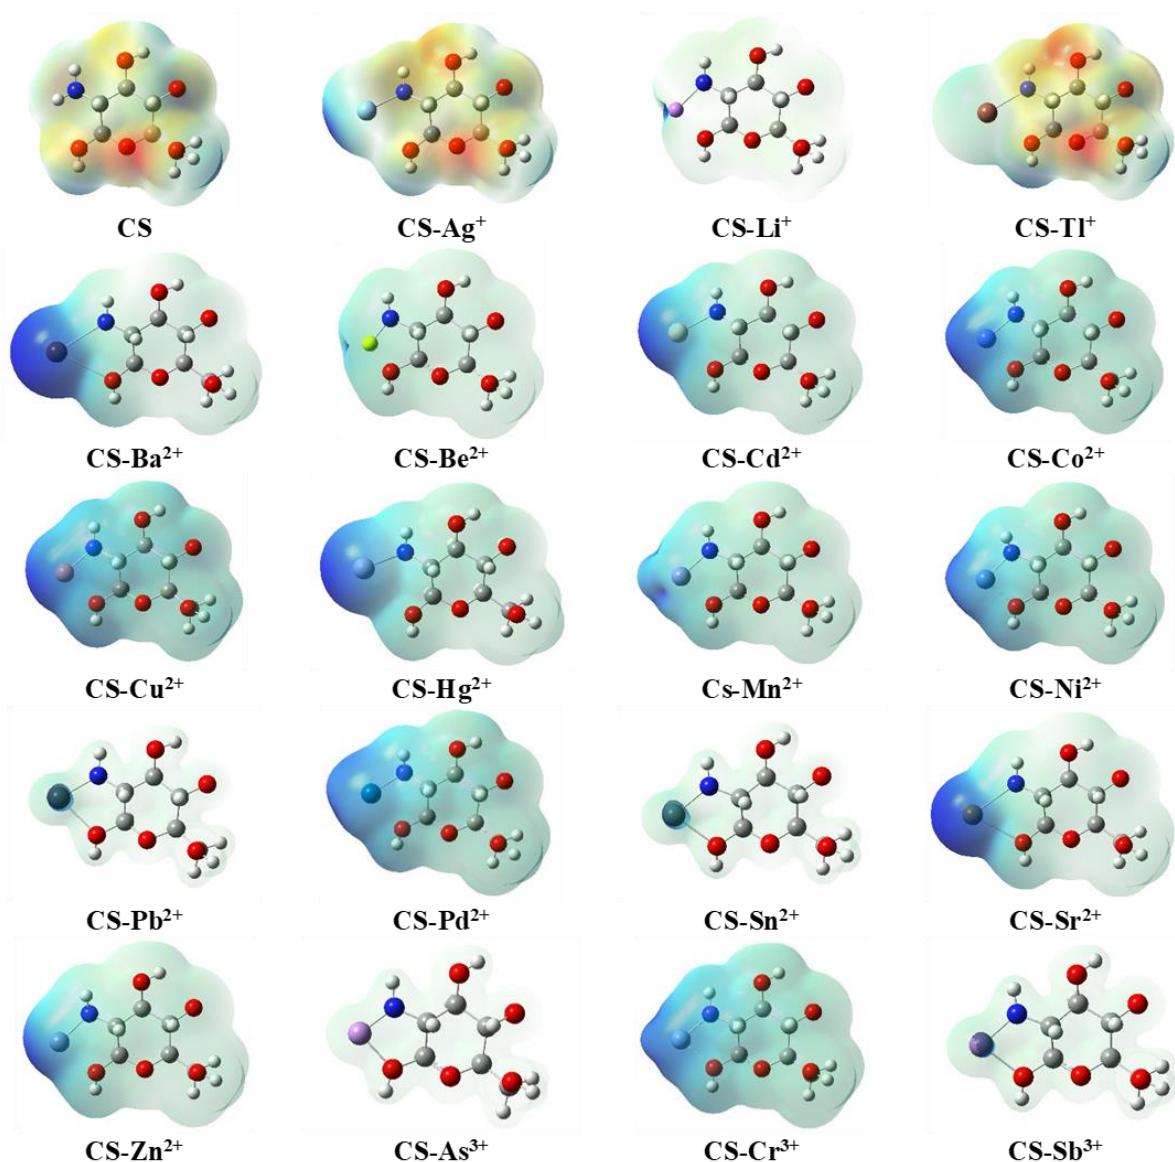 CS CS-Ag⁺ CS-Li⁺ CS-Tl⁺
CS-Ba²⁺ CS-Be²⁺ CS-Cd²⁺ CS-Co²⁺
CS-Cu²⁺ CS-Hg²⁺ Cs-Mn²⁺ CS-Ni²⁺
CS-Pb²⁺ CS-Pd²⁺ CS-Sn²⁺ CS-Sr²⁺
CS-Zn²⁺ CS-As³⁺ CS-Cr³⁺ CS-Sb³⁺